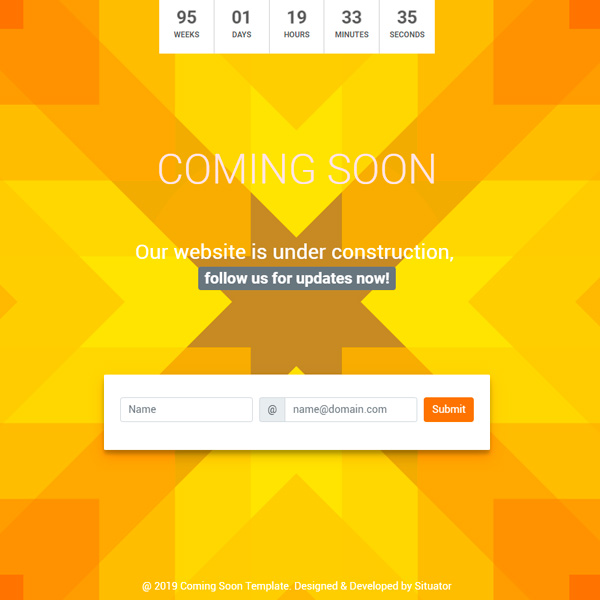 95 01 19 33 35
WEEKS DAYS HOURS MINUTES SECONDS
COMING SOON
Our website is under construction,
follow us for updates now!
Name @ name@domain.com Submit
@ 2019 Coming Soon Template. Designed & Developed by Situator